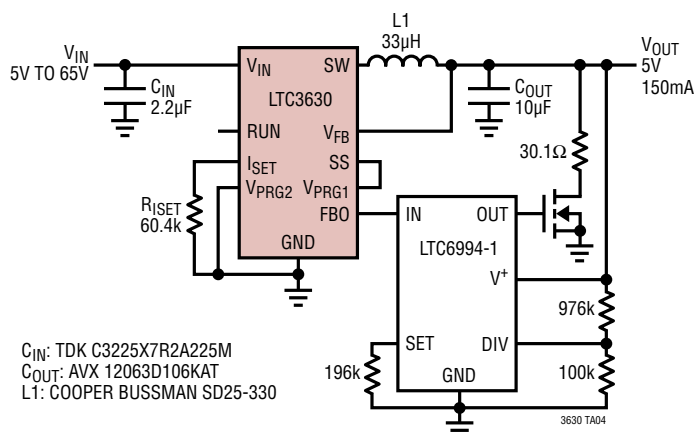 L1
33µH
VIN
5V TO 65V
VIN
SW
VOUT
5V
150mA
CIN
2.2µF
LTC3630
COUT
10µF
RUN
VFB
30.1Ω
ISET
SS
VPRG2
VPRG1
RISET
60.4k
FBO
IN
OUT
GND
LTC6994-1
V+
976k
SET
DIV
196k
100k
GND
CIN: TDK C3225X7R2A225M
COUT: AVX 12063D106KAT
L1: COOPER BUSSMAN SD25-330
3630 TA04